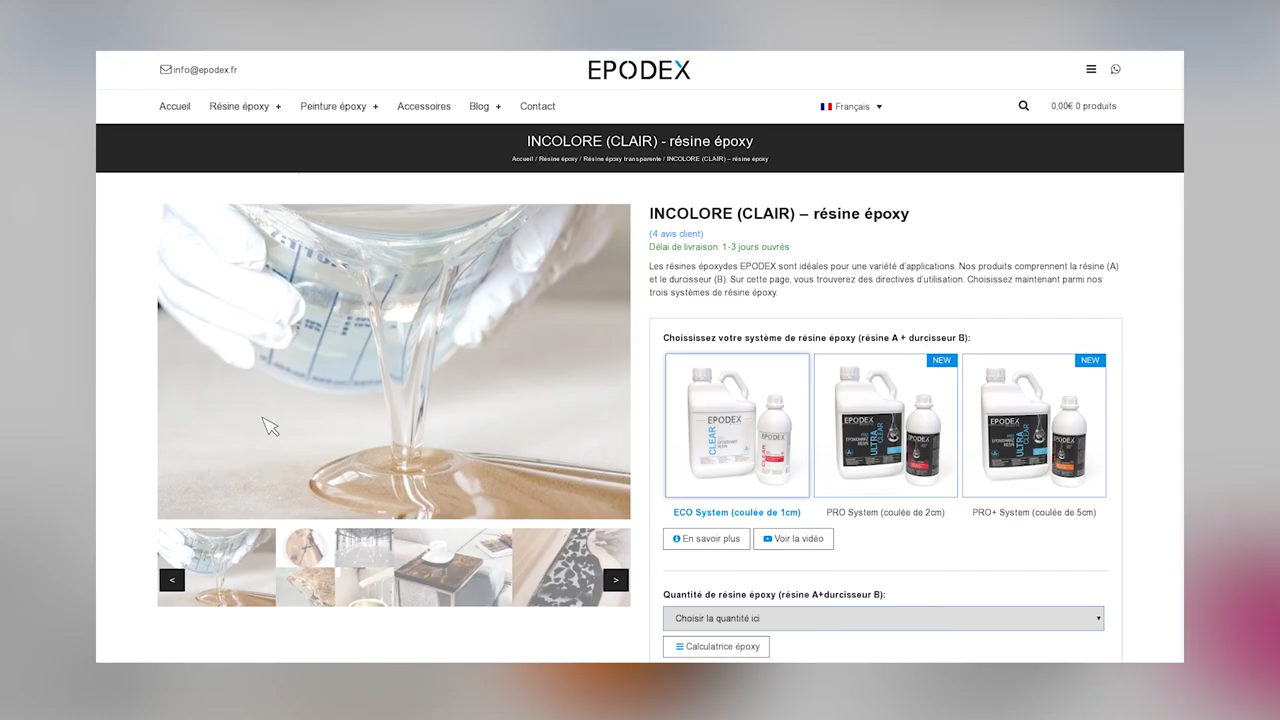 info@epodex.fr
EPODEX
Accueil
Résine époxy +
Peinture époxy +
Accessoires
Blog +
Contact
Français
0,00€ 0 produits
INCOLORE (CLAIR) - résine époxy
Accueil / Résine époxy / Résine époxy transparente / INCOLORE (CLAIR) – résine époxy
INCOLORE (CLAIR) – résine époxy
(4 avis client)
Délai de livraison: 1-3 jours ouvrés
Les résines époxydes EPODEX sont idéales pour une variété d'applications. Nos produits comprennent la résine (A)
et le durcisseur (B). Sur cette page, vous trouverez des directives d'utilisation. Choisissez maintenant parmi nos
trois systèmes de résine époxy.
Choississez votre système de résine époxy (résine A + durcisseur B):
NEW
NEW
EPODEX
CLEAR
EPODEX
CLEAR
EPODEX
ULTRA
CLEAR
EPODEX
EPODEX
ULTRA
CLEAR
EPODEX
ECO System (coulée de 1cm)
PRO System (coulée de 2cm)
PRO+ System (coulée de 5cm)
En savoir plus
Voir la vidéo
<
>
Quantité de résine époxy (résine A+durcisseur B):
Choisir la quantité ici
Calculatrice époxy